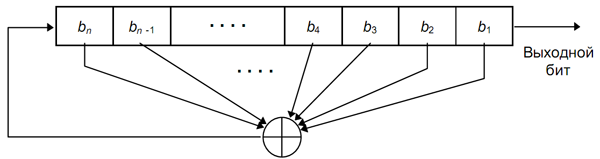 bn bn-1 . . . . b4 b3 b2 b1
Выходной
бит
. . . .